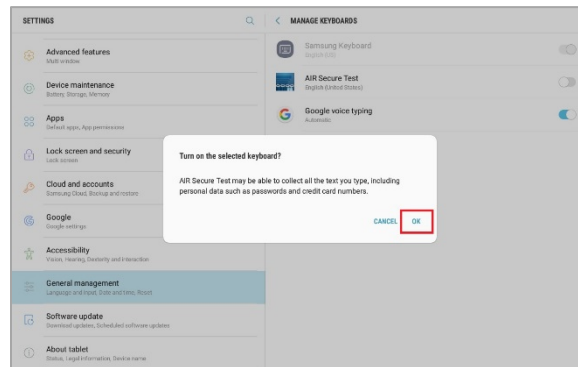 SETTINGS
Advanced features
Multi window
Device maintenance
Battery, Storage, Memory
Apps
Default apps, App permissions
Lock screen and security
Lock screen
Cloud and accounts
Samsung Cloud, Backup and restore
Google
Google settings
Accessibility
Vision, Hearing, Dexterity and interaction
General management
Language and input, Date and time, Reset
Software update
Download updates, Scheduled software updates
About tablet
Status, Legal information, Device name
MANAGE KEYBOARDS
Samsung Keyboard
English (US)
AIR Secure Test
English (United States)
Google voice typing
Automatic
Turn on the selected keyboard?
AIR Secure Test may be able to collect all the text you type, including
personal data such as passwords and credit card numbers.
CANCEL OK